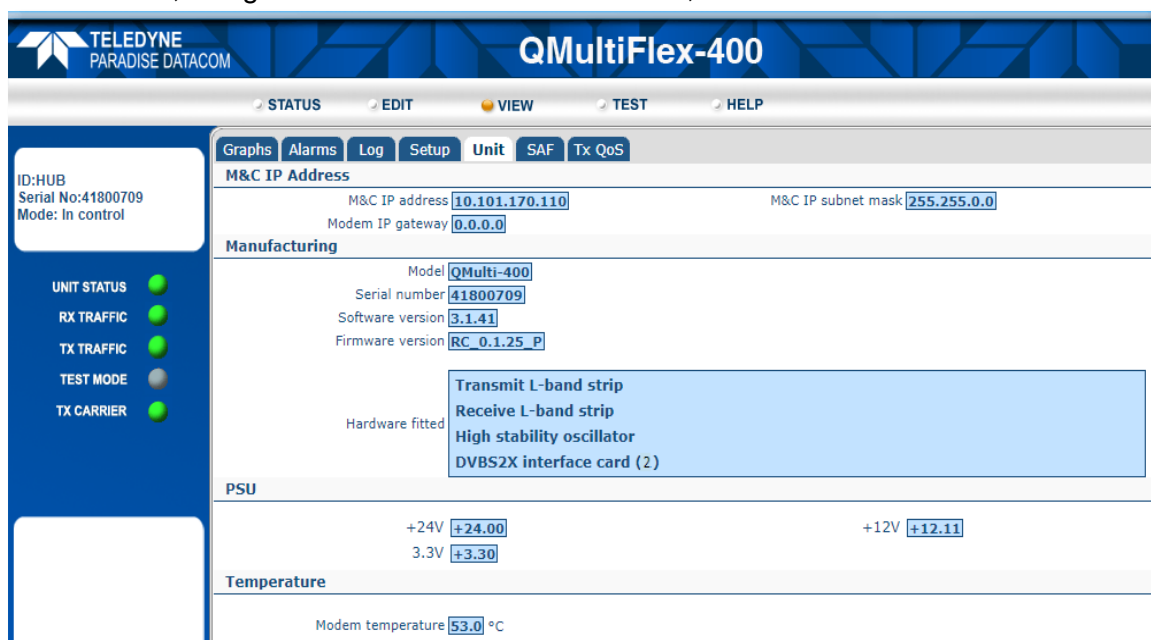 TELEDYNE
PARADISE DATACOM
QMultiFlex-400
STATUS EDIT VIEW TEST HELP
Graphs Alarms Log Setup Unit SAF Tx QoS
ID:HUB
Serial No:41800709
Mode: In control
UNIT STATUS
RX TRAFFIC
TX TRAFFIC
TEST MODE
TX CARRIER
M&C IP Address
M&C IP address 10.101.170.110 M&C IP subnet mask 255.255.0.0
Modem IP gateway 0.0.0.0
Manufacturing
Model QMulti-400
Serial number 41800709
Software version 3.1.41
Firmware version RC_0.1.25_P
Hardware fitted
Transmit L-band strip
Receive L-band strip
High stability oscillator
DVBS2X interface card (2)
PSU
+24V +24.00 +12V +12.11
3.3V +3.30
Temperature
Modem temperature 53.0 °C